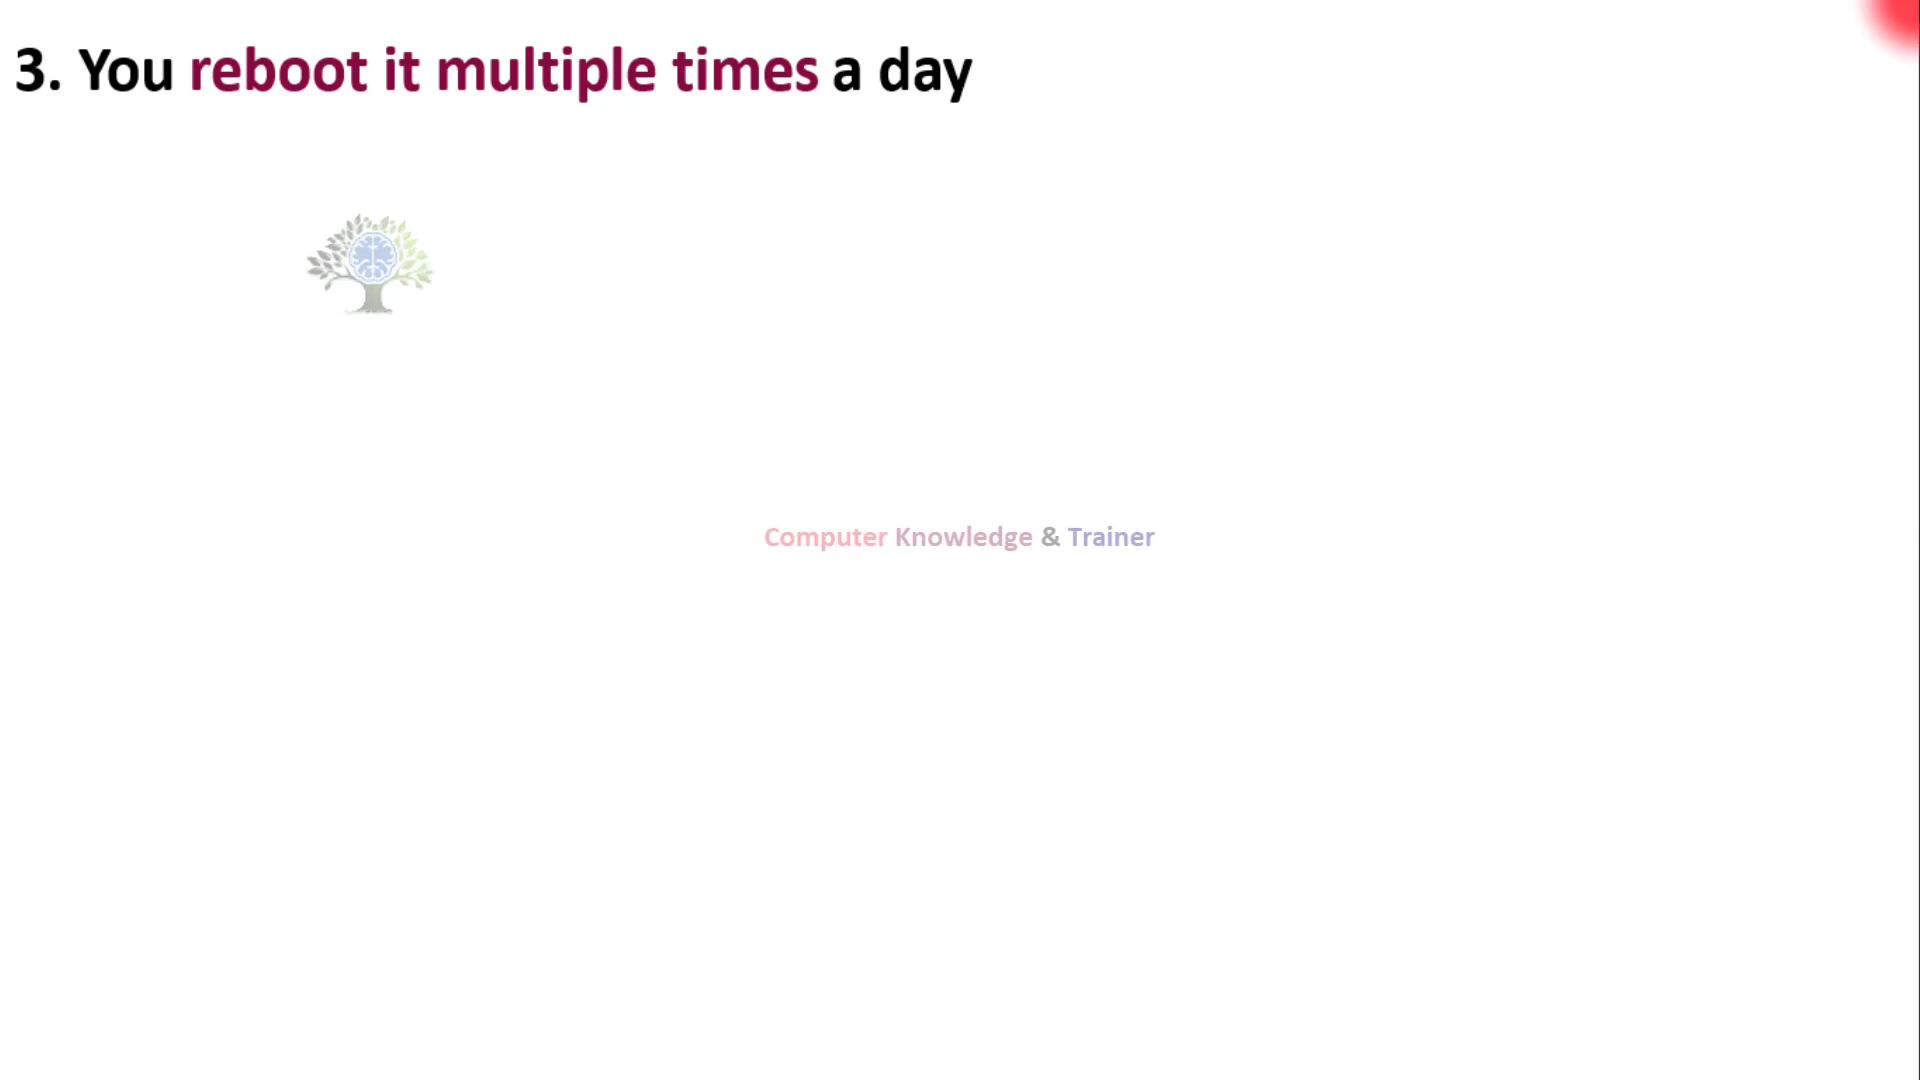 3. You reboot it multiple times a day
Computer Knowledge & Trainer